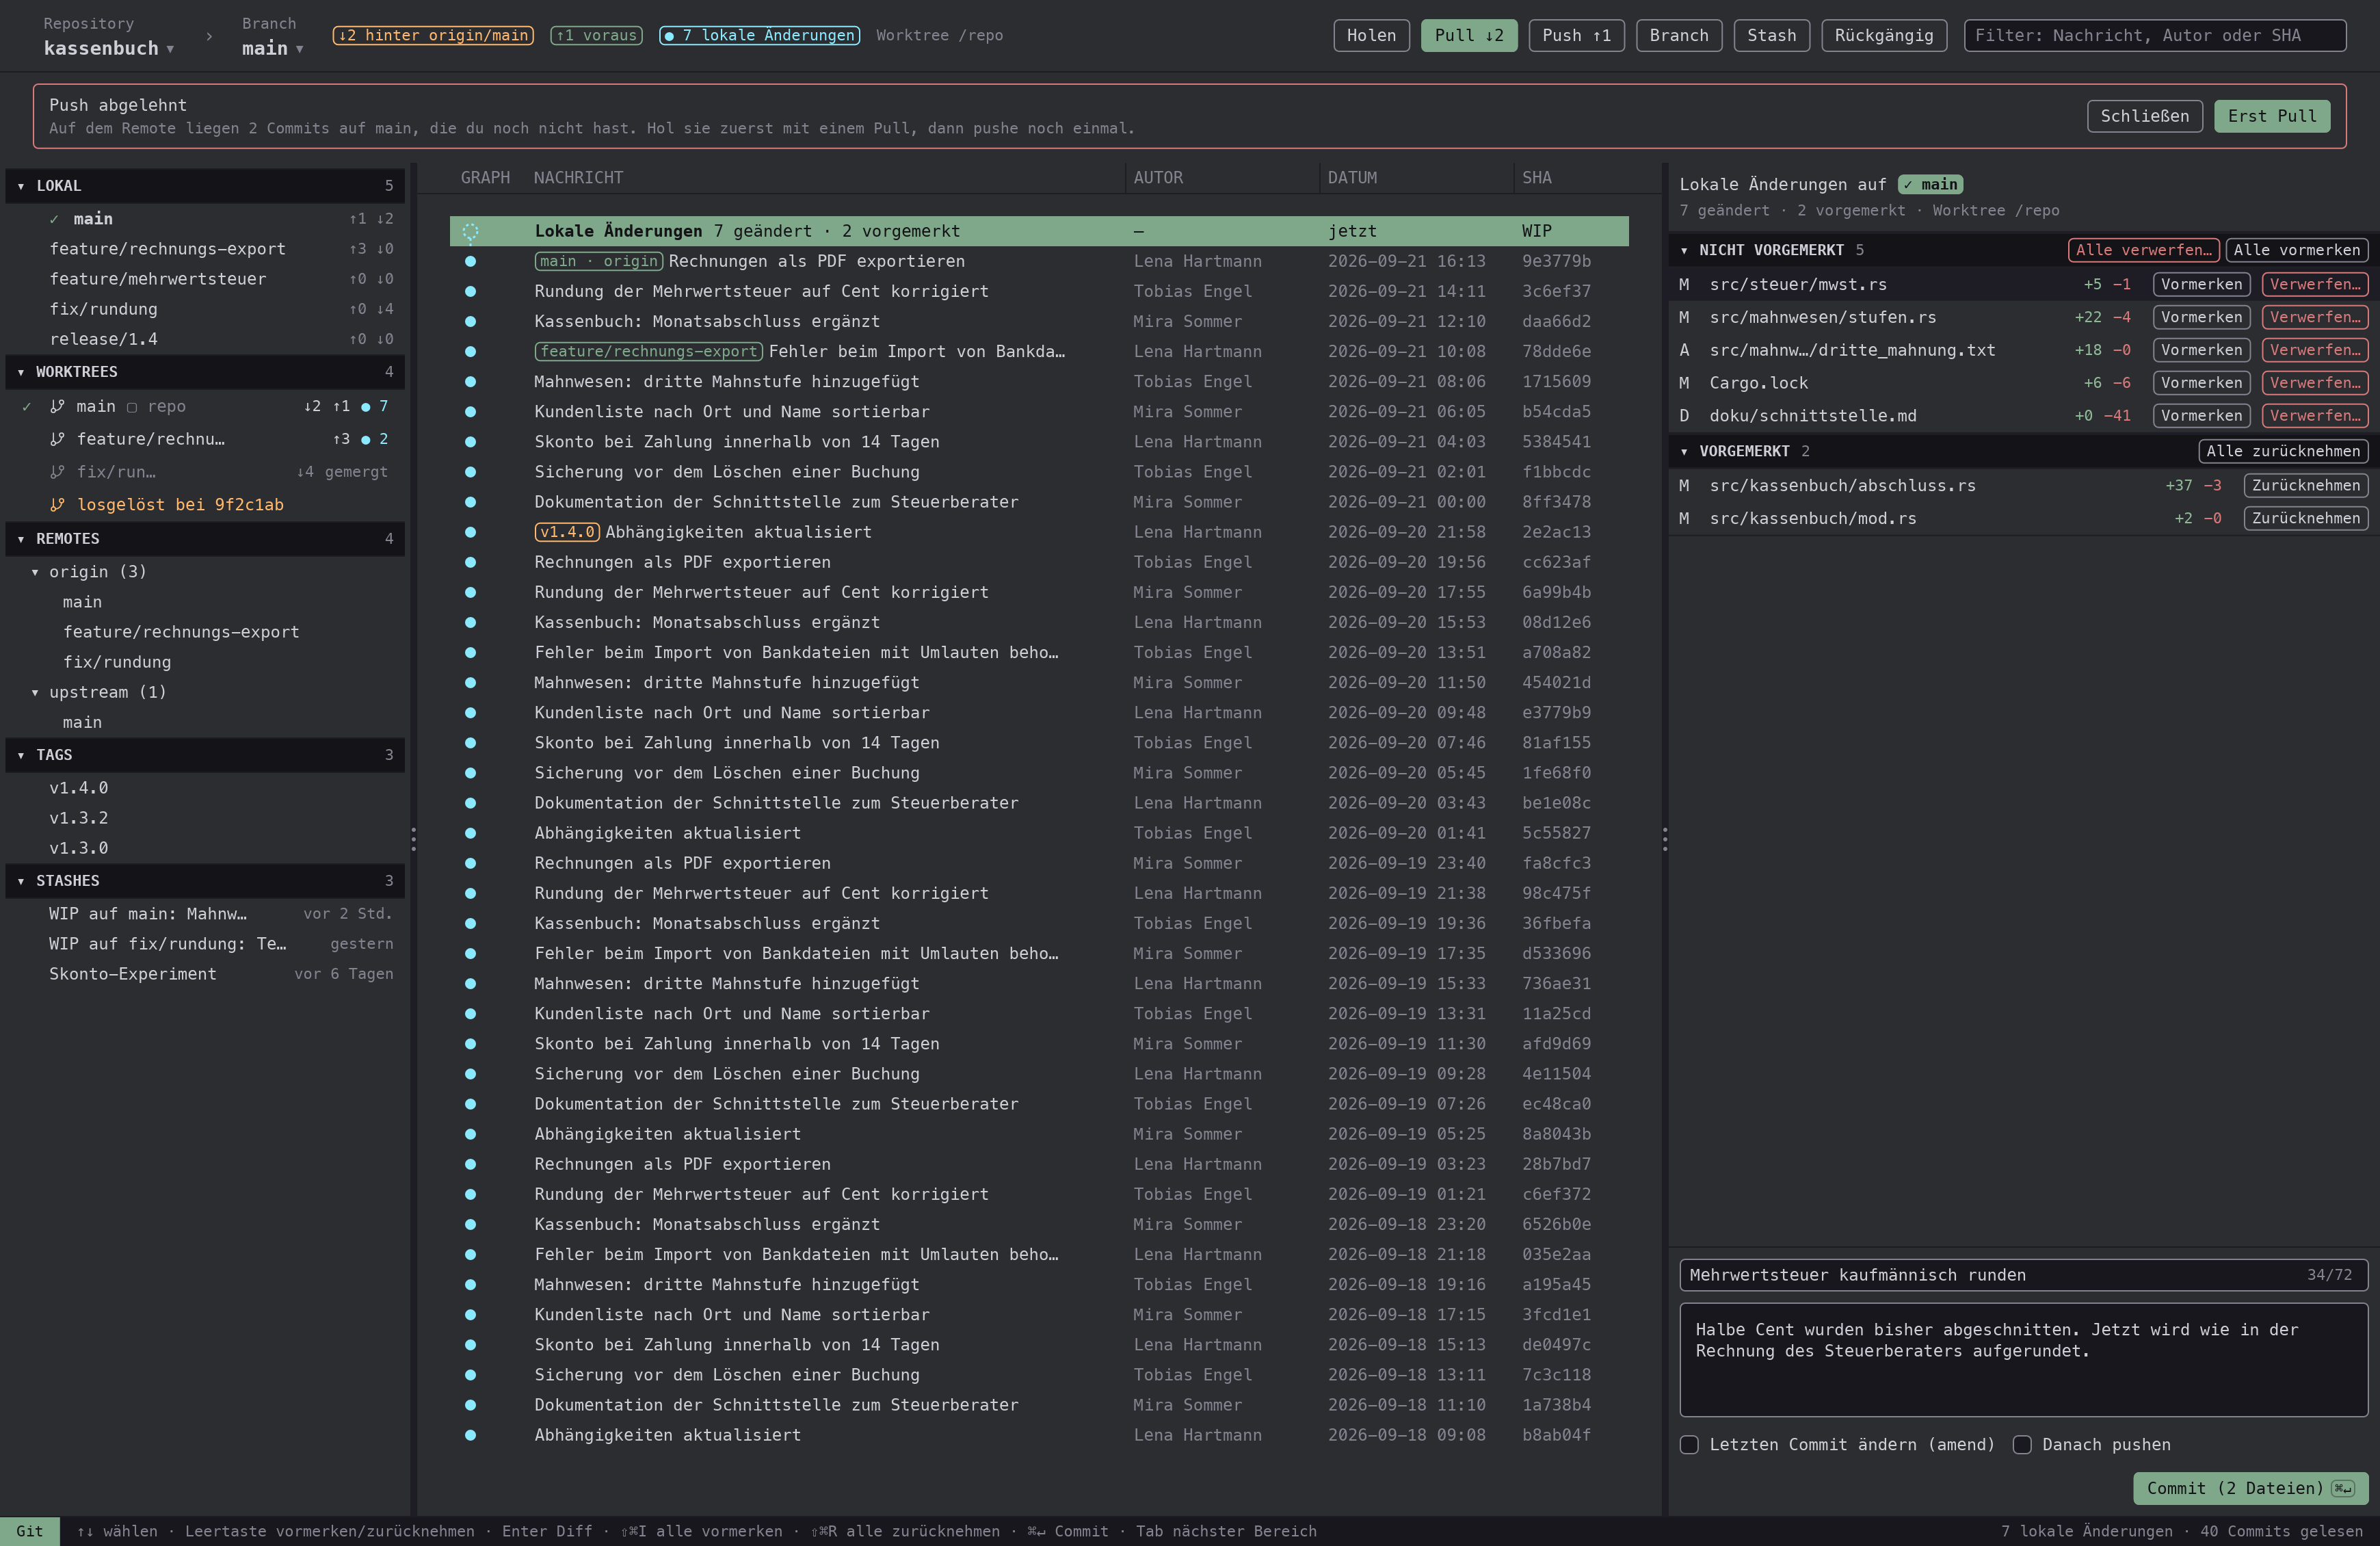 Repository
kassenbuch ▾
›
Branch
main ▾
↓2 hinter origin/main ↑1 voraus ● 7 lokale Änderungen Worktree /repo
Holen Pull ↓2 Push ↑1 Branch Stash Rückgängig Filter: Nachricht, Autor oder SHA
Push abgelehnt
Auf dem Remote liegen 2 Commits auf main, die du noch nicht hast. Hol sie zuerst mit einem Pull, dann pushe noch einmal.
Schließen Erst Pull
▾ LOKAL 5
✓ main ↑1 ↓2
feature/rechnungs-export ↑3 ↓0
feature/mehrwertsteuer ↑0 ↓0
fix/rundung ↑0 ↓4
release/1.4 ↑0 ↓0
▾ WORKTREES 4
✓ main ▢ repo ↓2 ↑1 ● 7
feature/rechnu… ↑3 ● 2
fix/run… ↓4 gemergt
losgelöst bei 9f2c1ab
▾ REMOTES 4
▾ origin (3)
main
feature/rechnungs-export
fix/rundung
▾ upstream (1)
main
▾ TAGS 3
v1.4.0
v1.3.2
v1.3.0
▾ STASHES 3
WIP auf main: Mahnw… vor 2 Std.
WIP auf fix/rundung: Te… gestern
Skonto-Experiment vor 6 Tagen
GRAPH NACHRICHT AUTOR DATUM SHA
Lokale Änderungen 7 geändert · 2 vorgemerkt — jetzt WIP
main · origin Rechnungen als PDF exportieren Lena Hartmann 2026-09-21 16:13 9e3779b
Rundung der Mehrwertsteuer auf Cent korrigiert Tobias Engel 2026-09-21 14:11 3c6ef37
Kassenbuch: Monatsabschluss ergänzt Mira Sommer 2026-09-21 12:10 daa66d2
feature/rechnungs-export Fehler beim Import von Bankda… Lena Hartmann 2026-09-21 10:08 78dde6e
Mahnwesen: dritte Mahnstufe hinzugefügt Tobias Engel 2026-09-21 08:06 1715609
Kundenliste nach Ort und Name sortierbar Mira Sommer 2026-09-21 06:05 b54cda5
Skonto bei Zahlung innerhalb von 14 Tagen Lena Hartmann 2026-09-21 04:03 5384541
Sicherung vor dem Löschen einer Buchung Tobias Engel 2026-09-21 02:01 f1bbcdc
Dokumentation der Schnittstelle zum Steuerberater Mira Sommer 2026-09-21 00:00 8ff3478
v1.4.0 Abhängigkeiten aktualisiert Lena Hartmann 2026-09-20 21:58 2e2ac13
Rechnungen als PDF exportieren Tobias Engel 2026-09-20 19:56 cc623af
Rundung der Mehrwertsteuer auf Cent korrigiert Mira Sommer 2026-09-20 17:55 6a99b4b
Kassenbuch: Monatsabschluss ergänzt Lena Hartmann 2026-09-20 15:53 08d12e6
Fehler beim Import von Bankdateien mit Umlauten beho… Tobias Engel 2026-09-20 13:51 a708a82
Mahnwesen: dritte Mahnstufe hinzugefügt Mira Sommer 2026-09-20 11:50 454021d
Kundenliste nach Ort und Name sortierbar Lena Hartmann 2026-09-20 09:48 e3779b9
Skonto bei Zahlung innerhalb von 14 Tagen Tobias Engel 2026-09-20 07:46 81af155
Sicherung vor dem Löschen einer Buchung Mira Sommer 2026-09-20 05:45 1fe68f0
Dokumentation der Schnittstelle zum Steuerberater Lena Hartmann 2026-09-20 03:43 be1e08c
Abhängigkeiten aktualisiert Tobias Engel 2026-09-20 01:41 5c55827
Rechnungen als PDF exportieren Mira Sommer 2026-09-19 23:40 fa8cfc3
Rundung der Mehrwertsteuer auf Cent korrigiert Lena Hartmann 2026-09-19 21:38 98c475f
Kassenbuch: Monatsabschluss ergänzt Tobias Engel 2026-09-19 19:36 36fbefa
Fehler beim Import von Bankdateien mit Umlauten beho… Mira Sommer 2026-09-19 17:35 d533696
Mahnwesen: dritte Mahnstufe hinzugefügt Lena Hartmann 2026-09-19 15:33 736ae31
Kundenliste nach Ort und Name sortierbar Tobias Engel 2026-09-19 13:31 11a25cd
Skonto bei Zahlung innerhalb von 14 Tagen Mira Sommer 2026-09-19 11:30 afd9d69
Sicherung vor dem Löschen einer Buchung Lena Hartmann 2026-09-19 09:28 4e11504
Dokumentation der Schnittstelle zum Steuerberater Tobias Engel 2026-09-19 07:26 ec48ca0
Abhängigkeiten aktualisiert Mira Sommer 2026-09-19 05:25 8a8043b
Rechnungen als PDF exportieren Lena Hartmann 2026-09-19 03:23 28b7bd7
Rundung der Mehrwertsteuer auf Cent korrigiert Tobias Engel 2026-09-19 01:21 c6ef372
Kassenbuch: Monatsabschluss ergänzt Mira Sommer 2026-09-18 23:20 6526b0e
Fehler beim Import von Bankdateien mit Umlauten beho… Lena Hartmann 2026-09-18 21:18 035e2aa
Mahnwesen: dritte Mahnstufe hinzugefügt Tobias Engel 2026-09-18 19:16 a195a45
Kundenliste nach Ort und Name sortierbar Mira Sommer 2026-09-18 17:15 3fcd1e1
Skonto bei Zahlung innerhalb von 14 Tagen Lena Hartmann 2026-09-18 15:13 de0497c
Sicherung vor dem Löschen einer Buchung Tobias Engel 2026-09-18 13:11 7c3c118
Dokumentation der Schnittstelle zum Steuerberater Mira Sommer 2026-09-18 11:10 1a738b4
Abhängigkeiten aktualisiert Lena Hartmann 2026-09-18 09:08 b8ab04f
Lokale Änderungen auf ✓ main
7 geändert · 2 vorgemerkt · Worktree /repo
▾ NICHT VORGEMERKT 5 Alle verwerfen… Alle vormerken
M src/steuer/mwst.rs +5 −1 Vormerken Verwerfen…
M src/mahnwesen/stufen.rs +22 −4 Vormerken Verwerfen…
A src/mahnw…/dritte_mahnung.txt +18 −0 Vormerken Verwerfen…
M Cargo.lock +6 −6 Vormerken Verwerfen…
D doku/schnittstelle.md +0 −41 Vormerken Verwerfen…
▾ VORGEMERKT 2 Alle zurücknehmen
M src/kassenbuch/abschluss.rs +37 −3 Zurücknehmen
M src/kassenbuch/mod.rs +2 −0 Zurücknehmen
Mehrwertsteuer kaufmännisch runden 34/72
Halbe Cent wurden bisher abgeschnitten. Jetzt wird wie in der
Rechnung des Steuerberaters aufgerundet.
Letzten Commit ändern (amend) Danach pushen
Commit (2 Dateien) ⌘↵
Git ↑↓ wählen · Leertaste vormerken/zurücknehmen · Enter Diff · ⇧⌘I alle vormerken · ⇧⌘R alle zurücknehmen · ⌘↵ Commit · Tab nächster Bereich
7 lokale Änderungen · 40 Commits gelesen